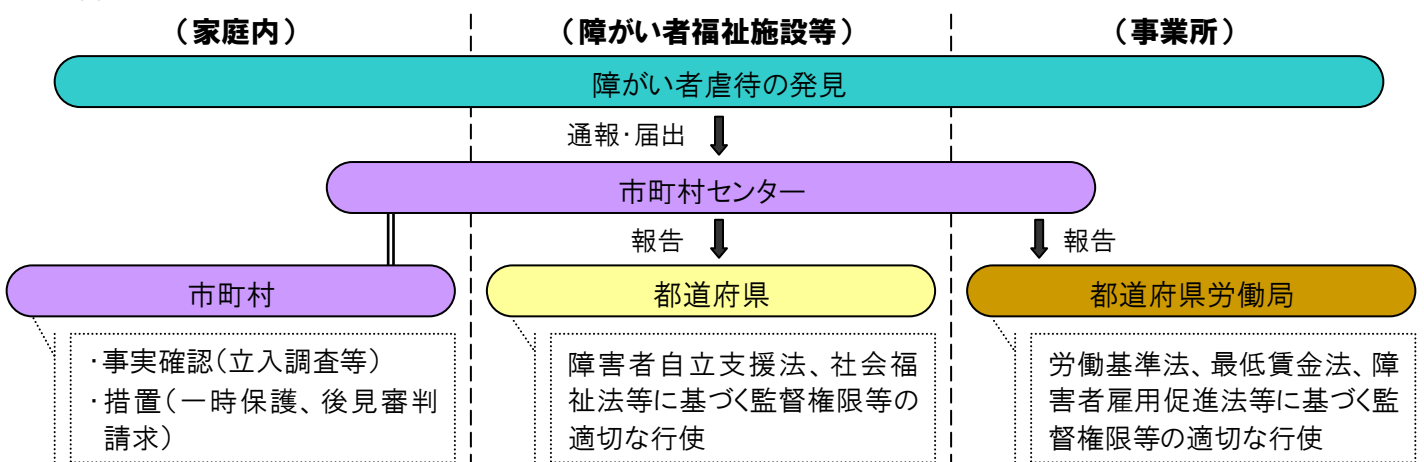 （家庭内）
（障がい者福祉施設等）
（事業所）
障がい者虐待の発見
通報・届出
市町村センター
報告
報告
市町村
都道府県
都道府県労働局
・事実確認（立入調査等）
・措置（一時保護、後見審判
請求）
障害者自立支援法、社会福
祉法等に基づく監督権限等の
適切な行使
労働基準法、最低賃金法、障
害者雇用促進法等に基づく監
督権限等の適切な行使